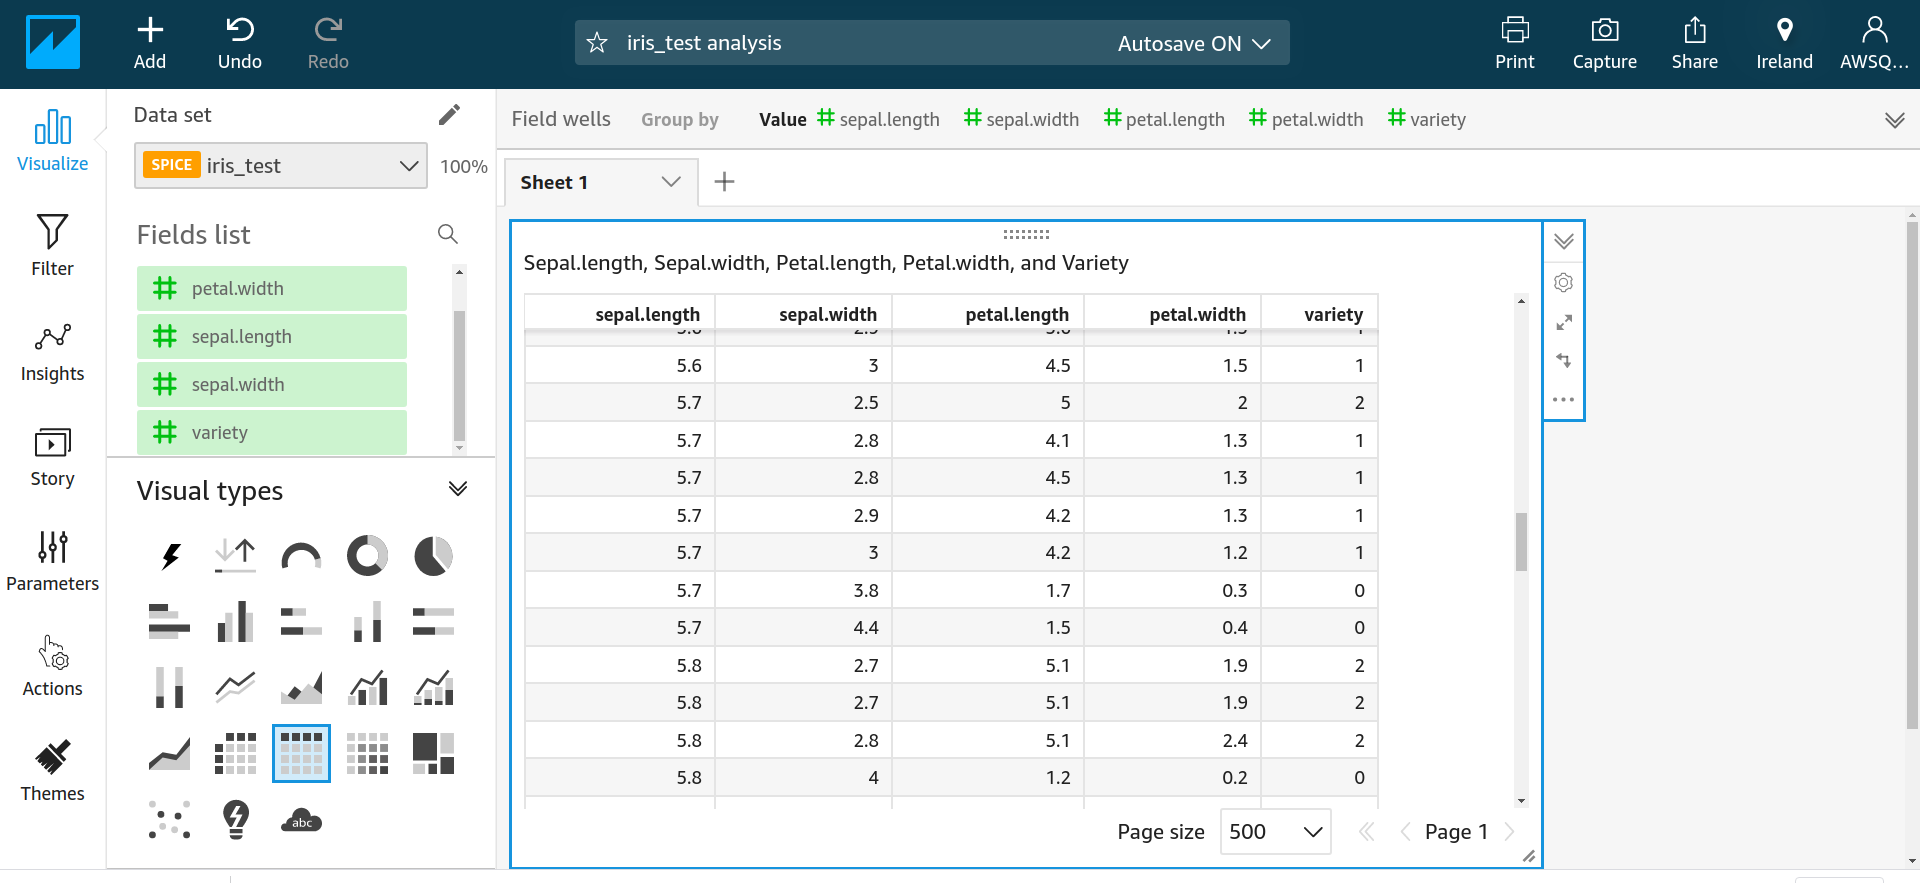 Add
Undo
Redo
iris_test analysis
Autosave ON
Print
Capture
Share
Ireland
AWSQ...
Visualize
Filter
Insights
Story
Parameters
Actions
Themes
Data set
SPICE iris_test
100%
Fields list
petal.width
sepal.length
sepal.width
variety
Visual types
abc
Field wells Group by Value sepal.length sepal.width petal.length petal.width variety
Sheet 1
Sepal.length, Sepal.width, Petal.length, Petal.width, and Variety
sepal.length sepal.width petal.length petal.width variety
5.6 3 4.5 1.5 1
5.7 2.5 5 2 2
5.7 2.8 4.1 1.3 1
5.7 2.8 4.5 1.3 1
5.7 2.9 4.2 1.3 1
5.7 3 4.2 1.2 1
5.7 3.8 1.7 0.3 0
5.7 4.4 1.5 0.4 0
5.8 2.7 5.1 1.9 2
5.8 2.7 5.1 1.9 2
5.8 2.8 5.1 2.4 2
5.8 4 1.2 0.2 0
Page size 500 Page 1